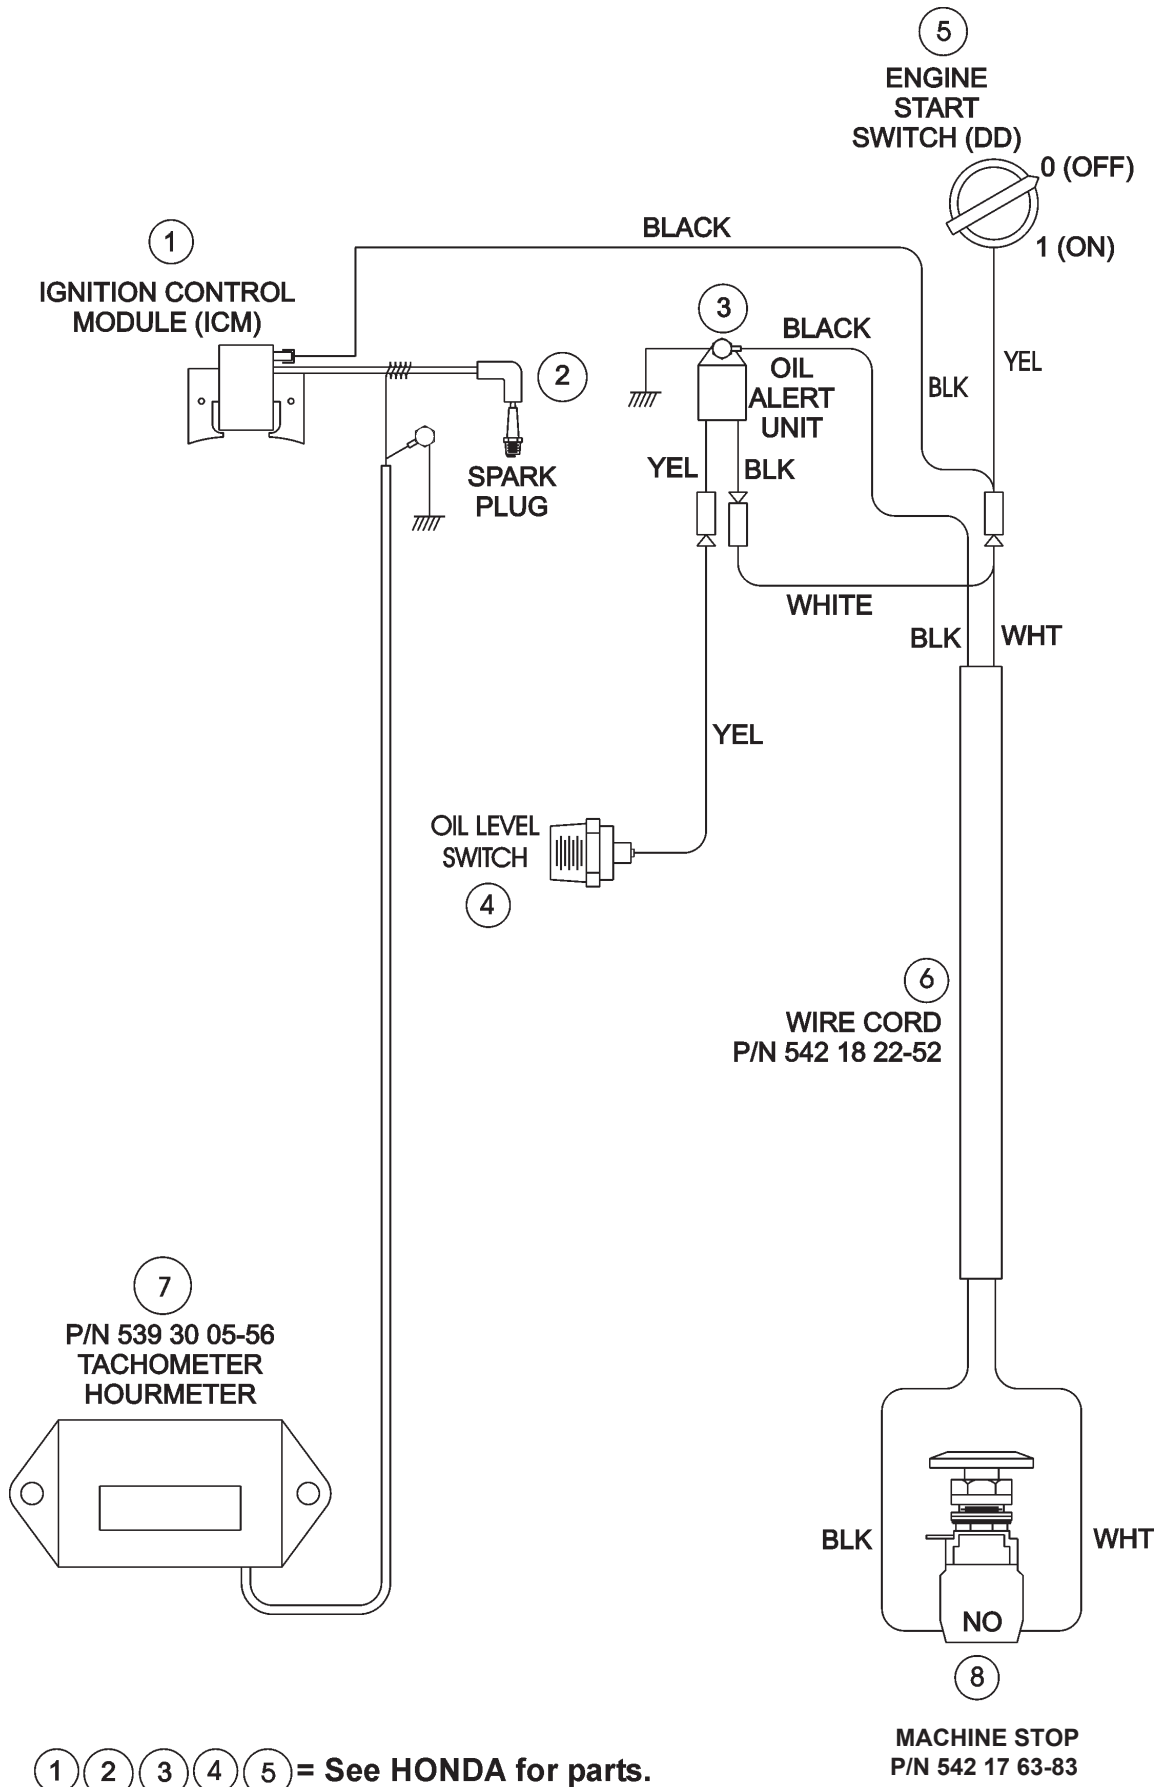 5
ENGINE
START
SWITCH (DD)
0 (OFF)
1 (ON)
BLACK
1
IGNITION CONTROL
MODULE (ICM)
3
BLACK
OIL
ALERT
UNIT
YEL
BLK
2
SPARK
PLUG
YEL
BLK
WHITE
BLK
WHT
YEL
OIL LEVEL
SWITCH
4
6
WIRE CORD
P/N 542 18 22-52
7
P/N 539 30 05-56
TACHOMETER
HOURMETER
BLK
WHT
NO
8
MACHINE STOP
P/N 542 17 63-83
1 2 3 4 5 = See HONDA for parts.